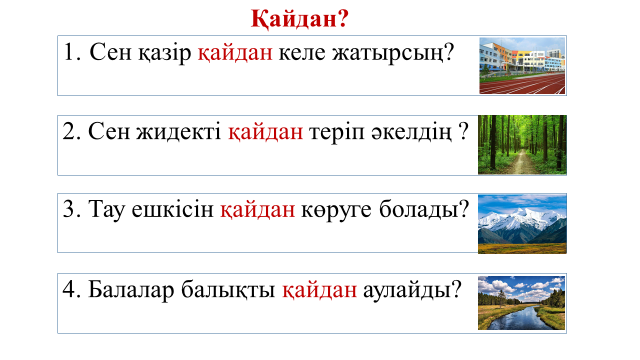 Қайдан?
1. Сен қазір қайдан келе жатырсың?
2. Сен жидекті қайдан теріп әкелдің ?
3. Тау ешкісін қайдан көруге болады?
4. Балалар балықты қайдан аулайды?